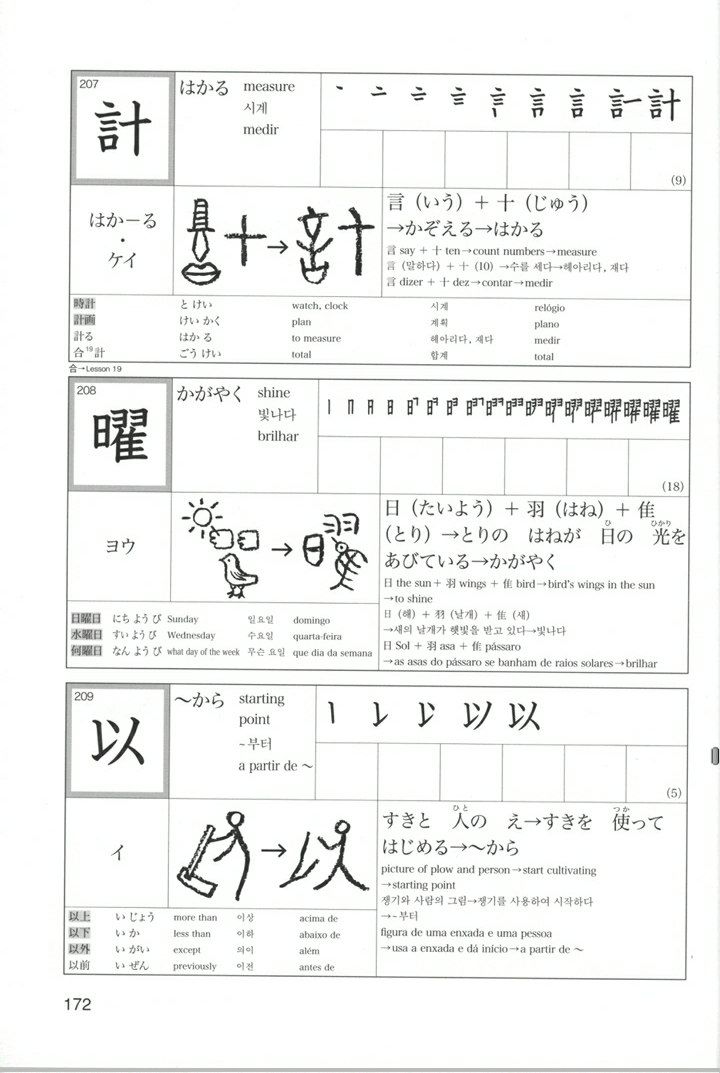 207
計
はかる
measure
시계
medir
計
(9)
はかーる
・
ケイ
言（いう）＋十（じゅう）
→かぞえる→はかる
言 say＋十 ten→count numbers→measure
言（말하다）＋十（10）→수를 세다→헤아리다, 재다
言 dizer＋十 dez→contar→medir
時計 とけい watch, clock 시계 relógio
計画 けいかく plan 계획 plano
計る はかる to measure 헤아리다, 재다 medir
合19計 ごうけい total 합계 total
合→Lesson 19
208
曜
かがやく
shine
빛나다
brilhar
曜
(18)
ヨウ
日（たいよう）＋羽（はね）＋隹
（とり）→とりの はねが 日(ひ)の 光(ひかり)を
あびている→かがやく
日 the sun＋羽 wings＋隹 bird→bird's wings in the sun
→to shine
日（해）＋羽（날개）＋隹（새）
→새의 날개가 햇빛을 받고 있다→빛나다
日 Sol＋羽 asa＋隹 pássaro
→as asas do pássaro se banham de raios solares→brilhar
日曜日 にちようび Sunday 일요일 domingo
水曜日 すいようび Wednesday 수요일 quarta-feira
何曜日 なんようび what day of the week 무슨 요일 que dia da semana
209
以
〜から
starting
point
~부터
a partir de 〜
以
(5)
イ
すきと 人(ひと)の え→すきを 使(つか)って
はじめる→〜から
picture of plow and person→start cultivating
→starting point
쟁기와 사람의 그림→쟁기를 사용하여 시작하다
→~부터
figura de uma enxada e uma pessoa
→usa a enxada e dá início→a partir de 〜
以上 いじょう more than 이상 acima de
以下 いか less than 이하 abaixo de
以外 いがい except 의이 além
以前 いぜん previously 이전 antes de
172